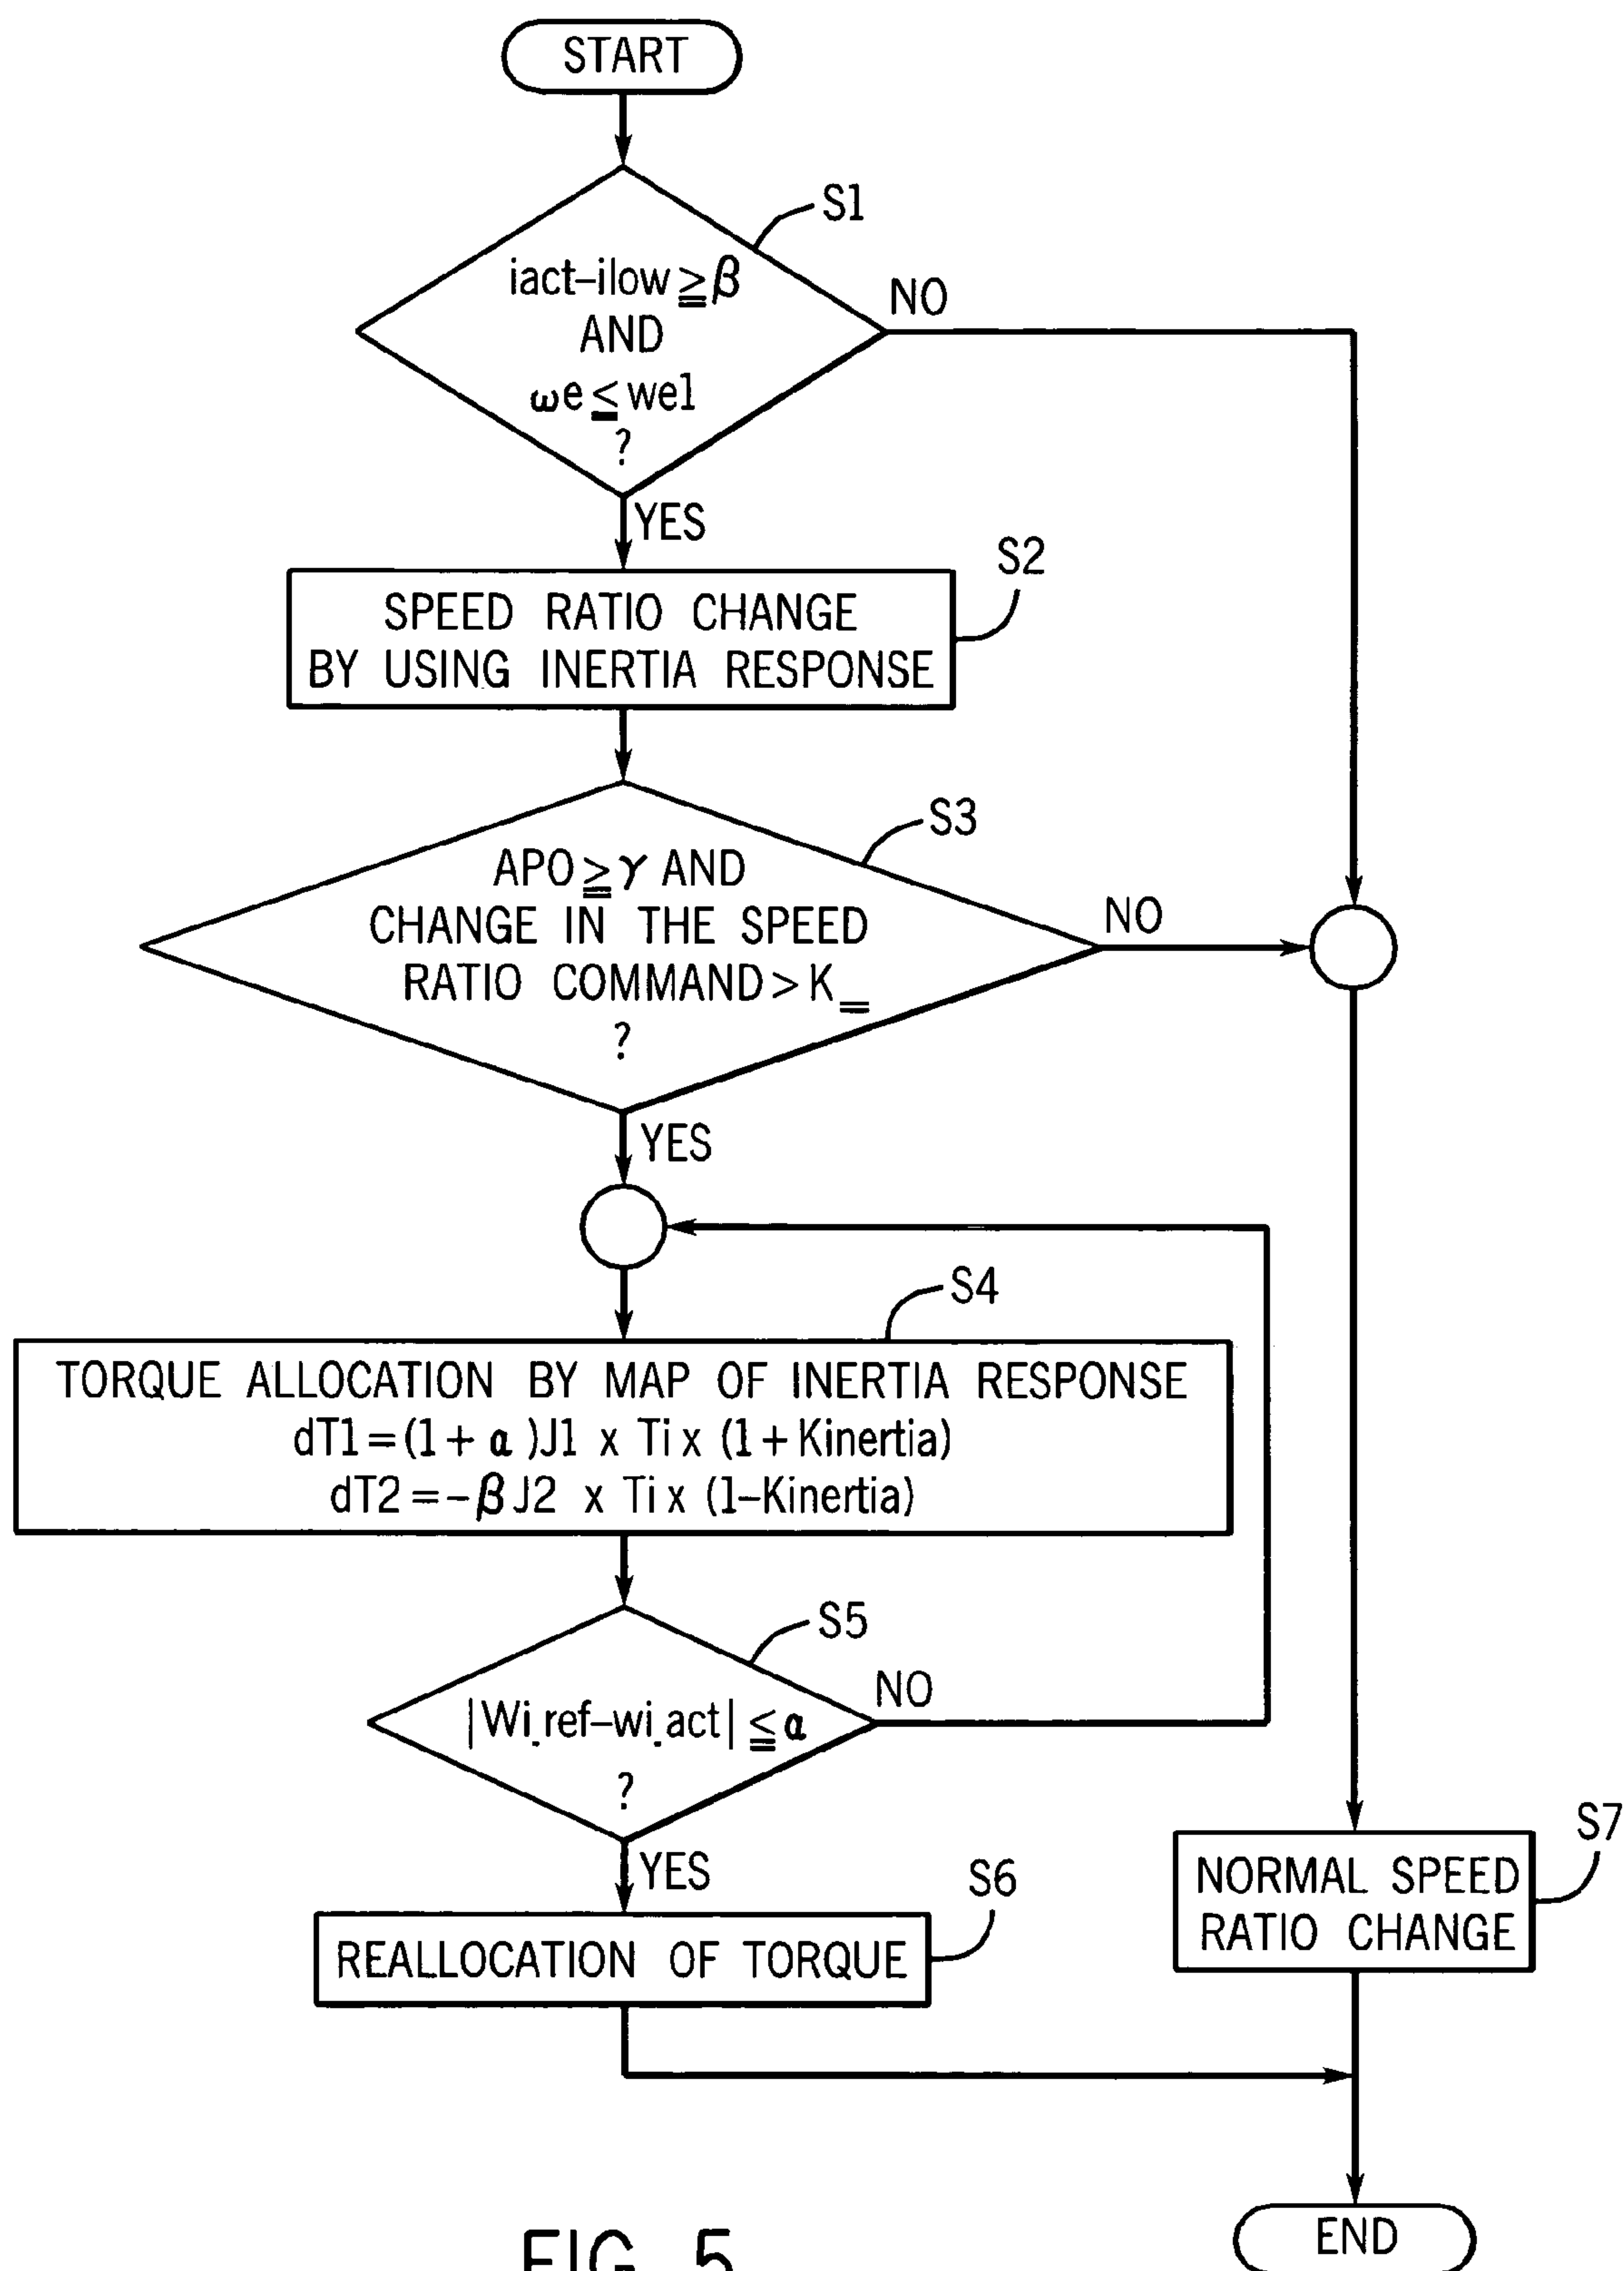 START
S1
iact–ilow ≧ β
AND
ωe ≦ we1
?
NO
YES
S2
SPEED RATIO CHANGE
BY USING INERTIA RESPONSE
S3
APO ≧ γ AND
CHANGE IN THE SPEED
RATIO COMMAND > K_
?
NO
YES
S4
TORQUE ALLOCATION BY MAP OF INERTIA RESPONSE
dT1 = (1 + α )J1 x Ti x (1 + Kinertia)
dT2 = –βJ2 x Ti x (1–Kinertia)
S5
|Wi_ref–wi_act| ≦ α
?
NO
YES
S6
REALLOCATION OF TORQUE
S7
NORMAL SPEED
RATIO CHANGE
END
FIG. 5